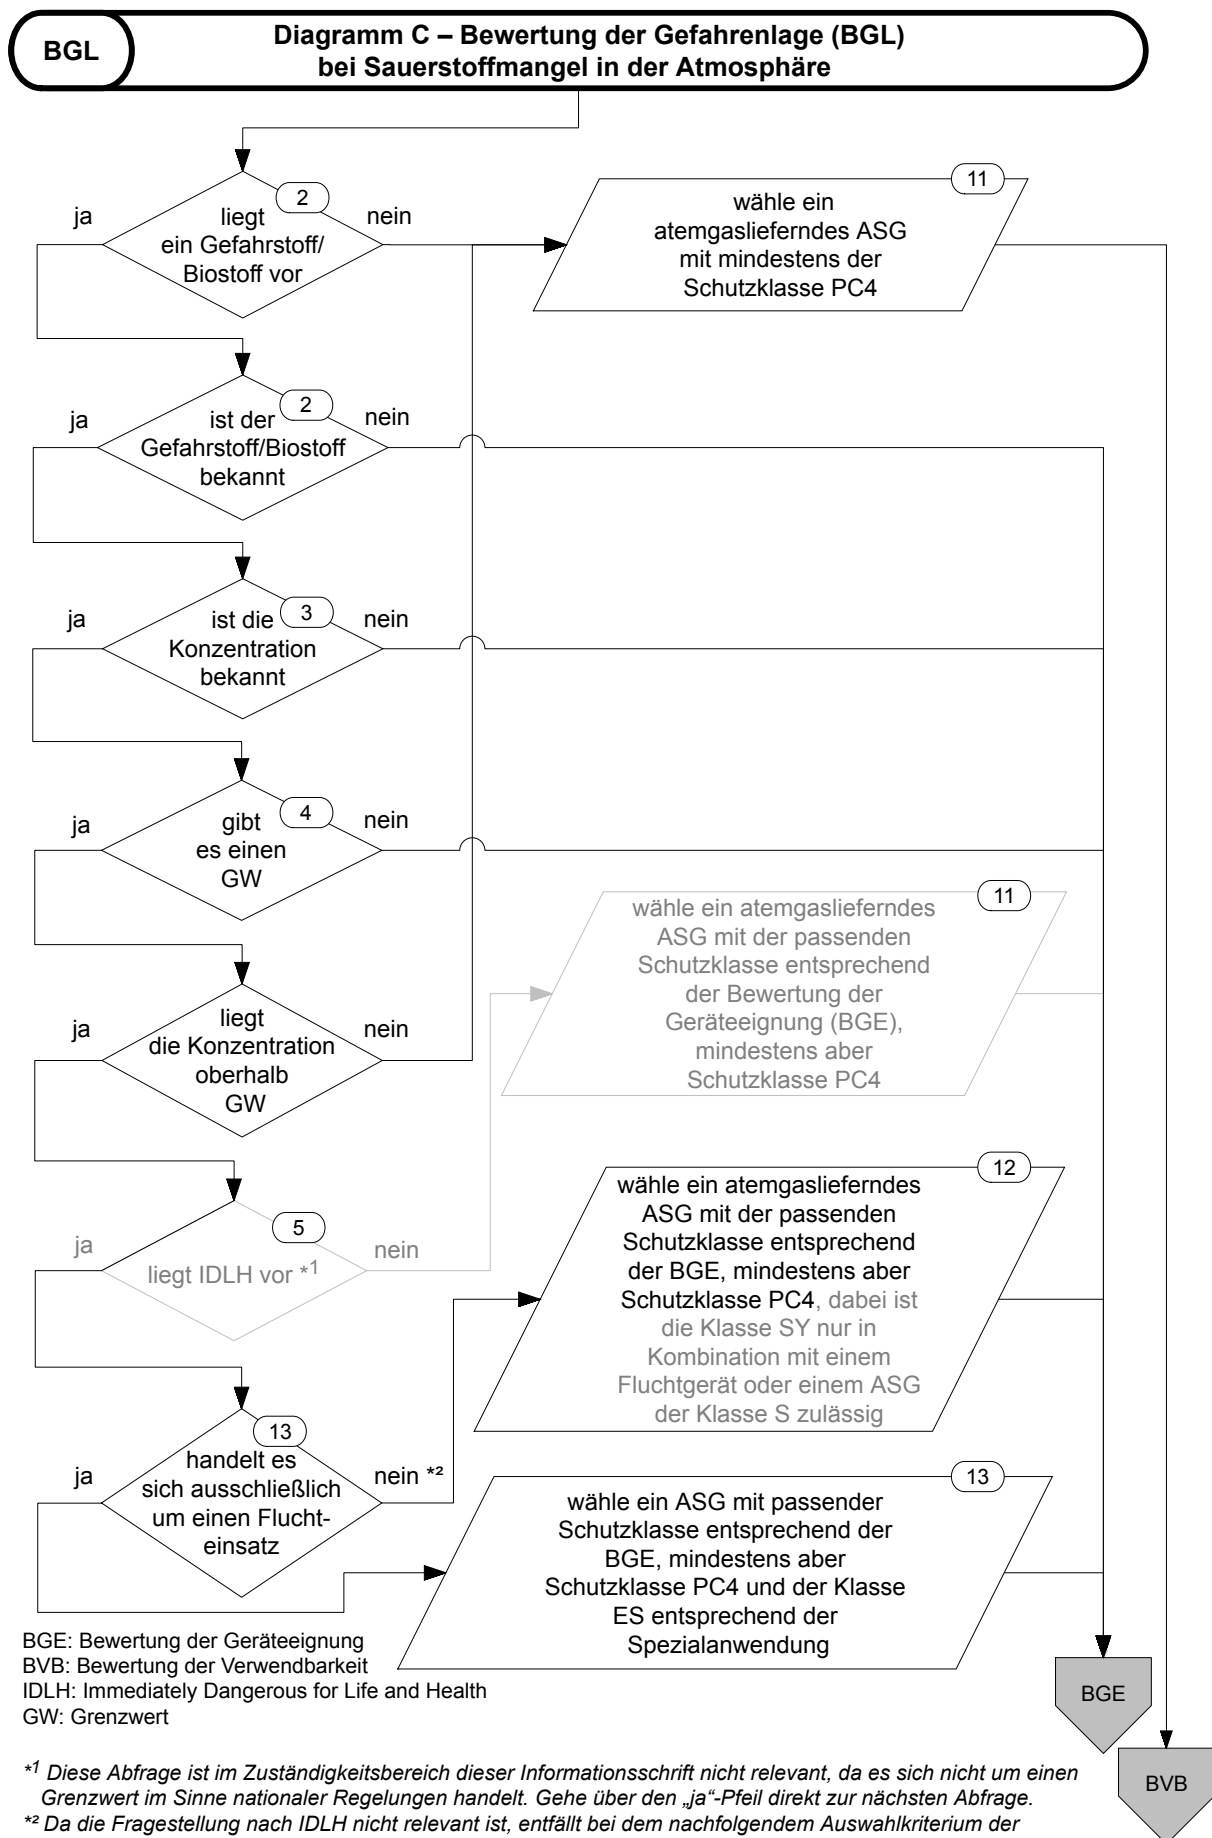 BGL
Diagramm C – Bewertung der Gefahrenlage (BGL)
bei Sauerstoffmangel in der Atmosphäre
2
ja
nein
liegt
ein Gefahrstoff/
Biostoff vor
11
wähle ein
atemgaslieferndes ASG
mit mindestens der
Schutzklasse PC4
2
ja
nein
ist der
Gefahrstoff/Biostoff
bekannt
3
ja
nein
ist die
Konzentration
bekannt
4
ja
nein
gibt
es einen
GW
11
wähle ein atemgaslieferndes
ASG mit der passenden
Schutzklasse entsprechend
der Bewertung der
Geräteeignung (BGE),
mindestens aber
Schutzklasse PC4
ja
nein
liegt
die Konzentration
oberhalb
GW
5
ja
nein
liegt IDLH vor *1
12
wähle ein atemgaslieferndes
ASG mit der passenden
Schutzklasse entsprechend
der BGE, mindestens aber
Schutzklasse PC4, dabei ist
die Klasse SY nur in
Kombination mit einem
Fluchtgerät oder einem ASG
der Klasse S zulässig
13
ja
nein *²
handelt es
sich ausschließlich
um einen Flucht-
einsatz
13
wähle ein ASG mit passender
Schutzklasse entsprechend der
BGE, mindestens aber
Schutzklasse PC4 und der Klasse
ES entsprechend der
Spezialanwendung
BGE: Bewertung der Geräteeignung
BVB: Bewertung der Verwendbarkeit
IDLH: Immediately Dangerous for Life and Health
GW: Grenzwert
BGE
BVB
*1 Diese Abfrage ist im Zuständigkeitsbereich dieser Informationsschrift nicht relevant, da es sich nicht um einen
Grenzwert im Sinne nationaler Regelungen handelt. Gehe über den „ja“-Pfeil direkt zur nächsten Abfrage.
*² Da die Fragestellung nach IDLH nicht relevant ist, entfällt bei dem nachfolgendem Auswahlkriterium der